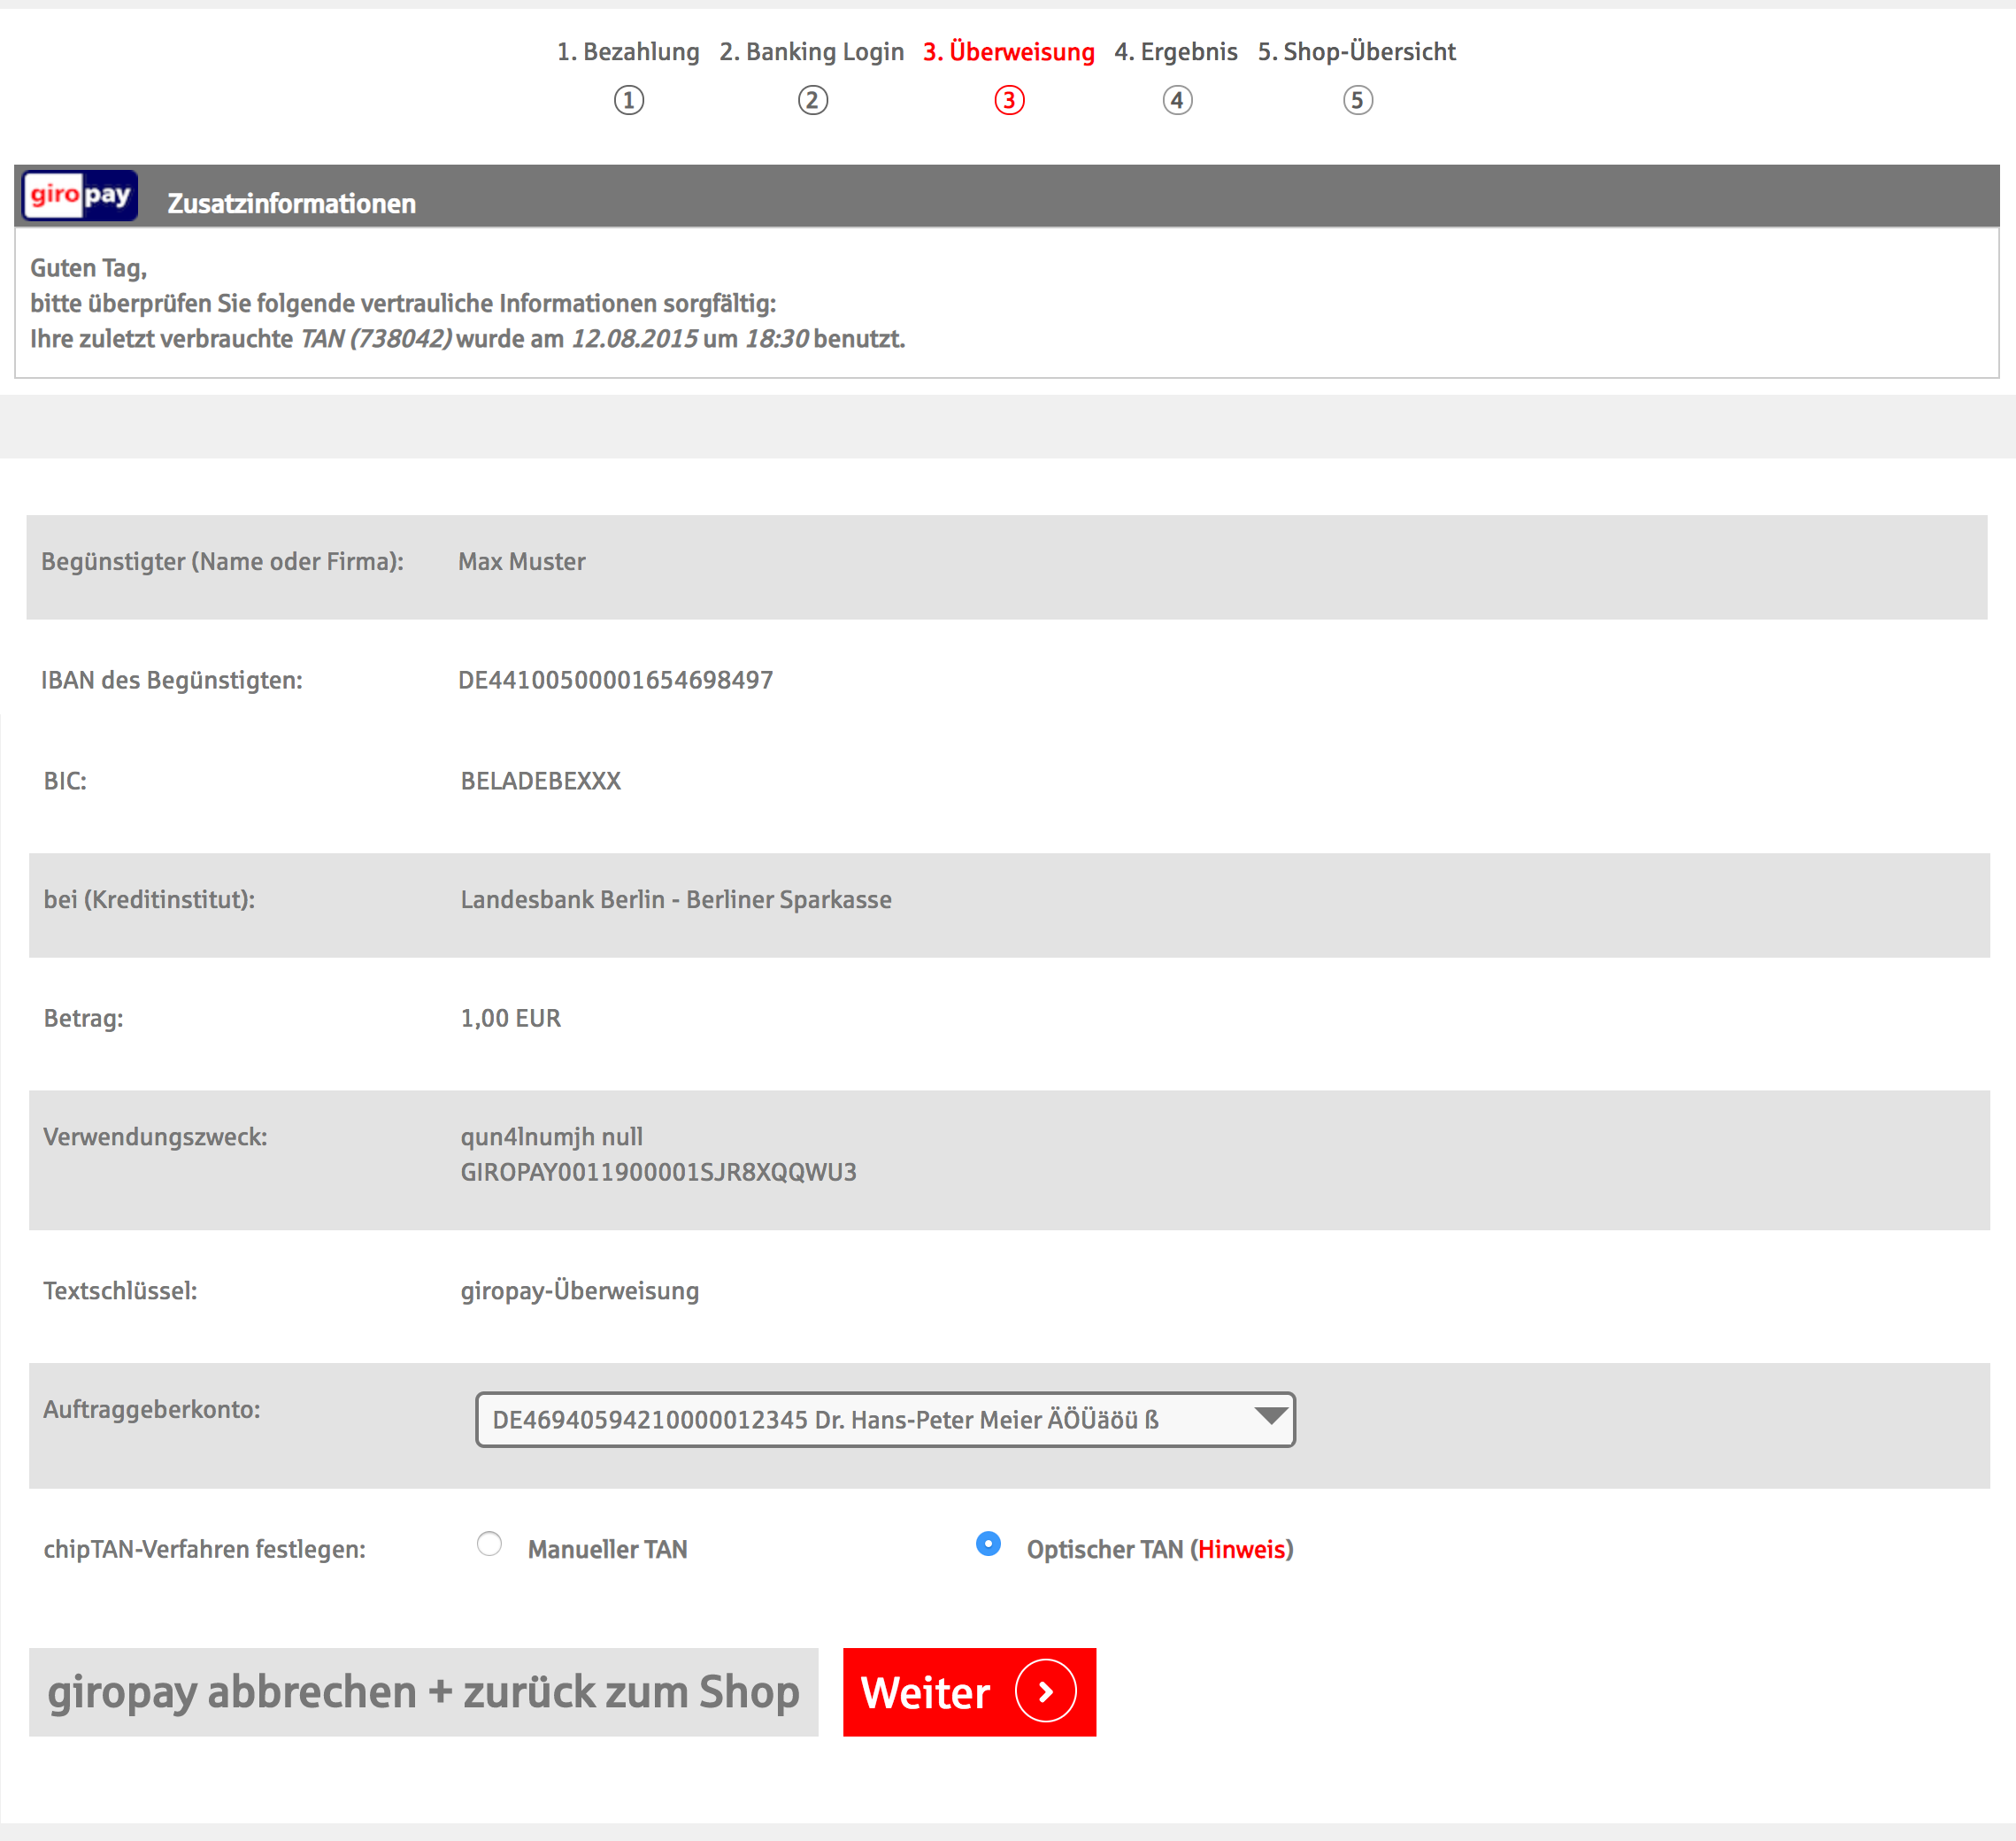 1. Bezahlung 2. Banking Login 3. Überweisung 4. Ergebnis 5. Shop-Übersicht
1 2 3 4 5
giropay Zusatzinformationen
Guten Tag,
bitte überprüfen Sie folgende vertrauliche Informationen sorgfältig:
Ihre zuletzt verbrauchte TAN (738042) wurde am 12.08.2015 um 18:30 benutzt.
Begünstigter (Name oder Firma): Max Muster
IBAN des Begünstigten: DE44100500001654698497
BIC: BELADEBEXXX
bei (Kreditinstitut): Landesbank Berlin - Berliner Sparkasse
Betrag: 1,00 EUR
Verwendungszweck: qun4lnumjh null
GIROPAY0011900001SJR8XQQWU3
Textschlüssel: giropay-Überweisung
Auftraggeberkonto: DE46940594210000012345 Dr. Hans-Peter Meier ÄÖÜäöü ß
chipTAN-Verfahren festlegen: Manueller TAN Optischer TAN (Hinweis)
giropay abbrechen + zurück zum Shop Weiter